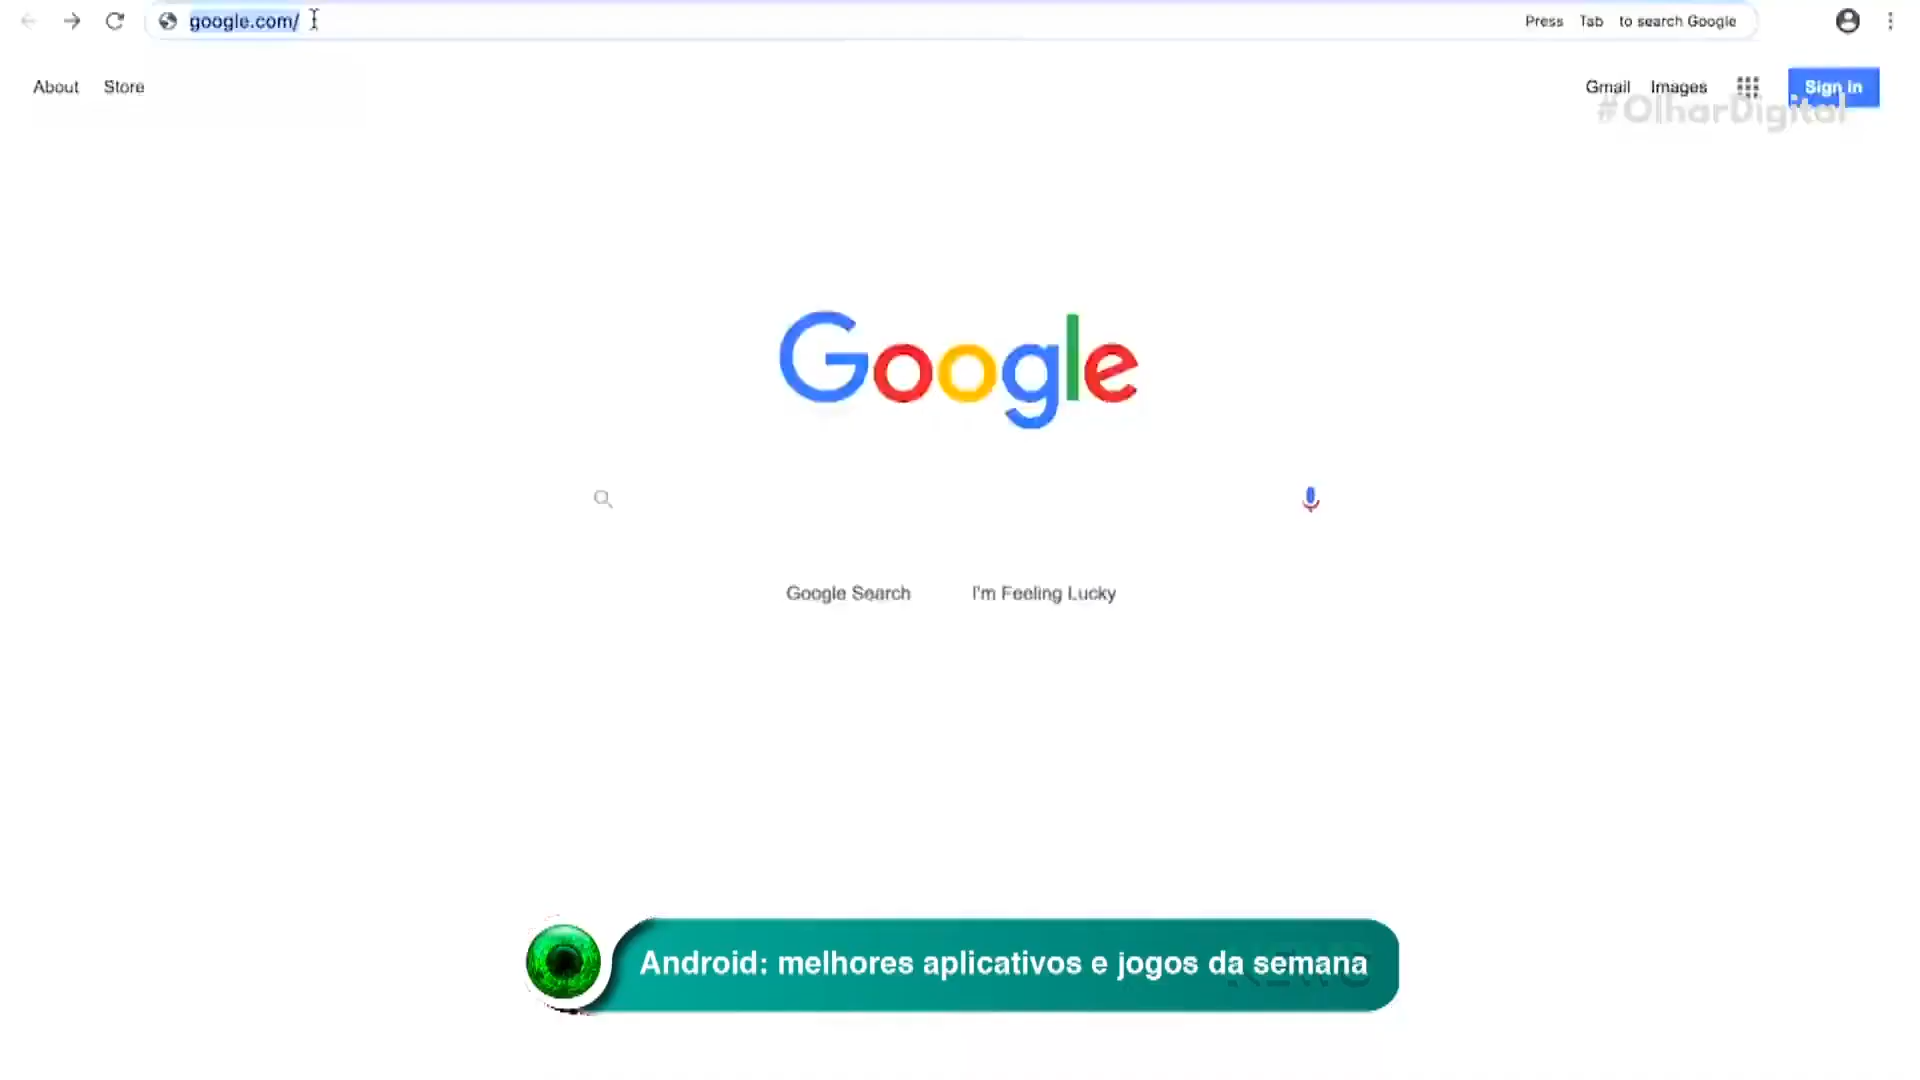 google.com/
Press Tab to search Google
About Store
Gmail Images
Sign in
#OlharDigital
Google
Google Search I'm Feeling Lucky
Android: melhores aplicativos e jogos da semana